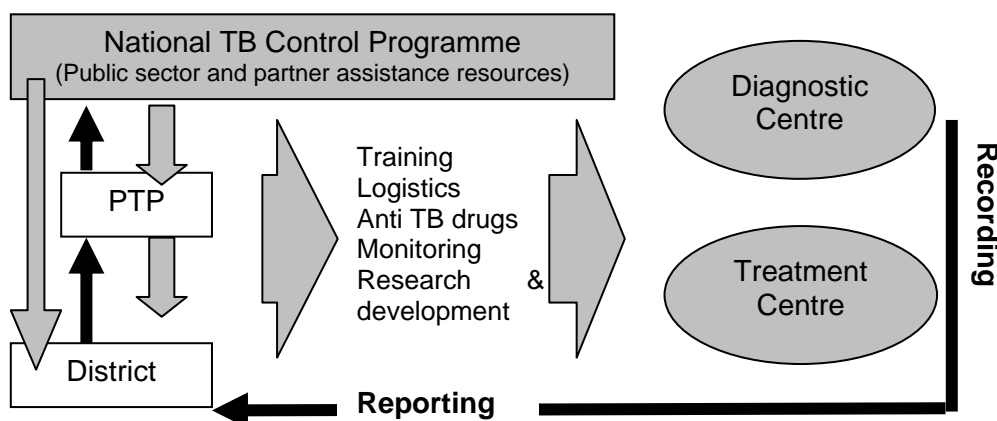 National TB Control Programme
(Public sector and partner assistance resources)
PTP
District
Training
Logistics
Anti TB drugs
Monitoring
Research &
development
Diagnostic
Centre
Treatment
Centre
Recording
Reporting